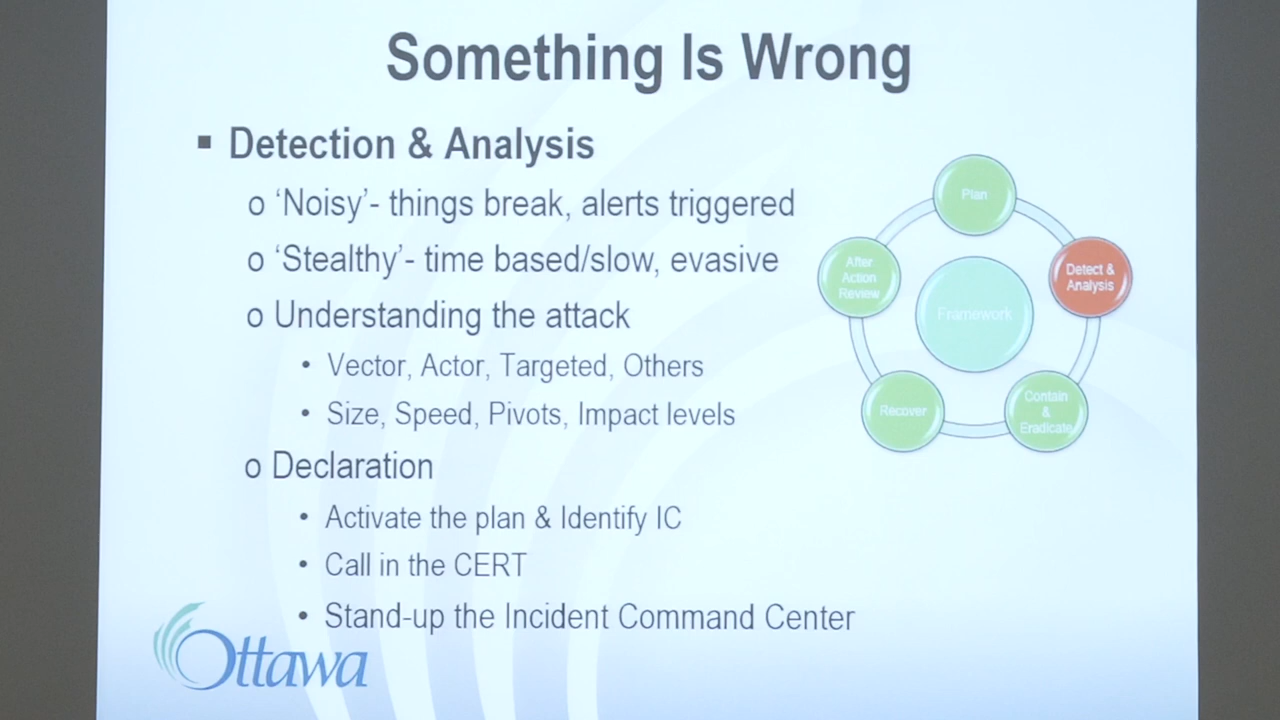 Something Is Wrong
▪ Detection & Analysis
o 'Noisy'- things break, alerts triggered
o 'Stealthy'- time based/slow, evasive
o Understanding the attack
• Vector, Actor, Targeted, Others
• Size, Speed, Pivots, Impact levels
o Declaration
• Activate the plan & Identify IC
• Call in the CERT
• Stand-up the Incident Command Center
Plan
Detect &
Analysis
Contain
&
Eradicate
Recover
After
Action
Review
Framework
Ottawa